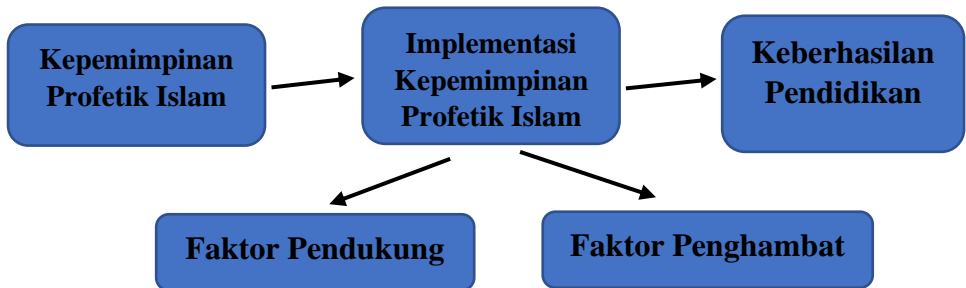 Kepemimpinan
Profetik Islam
Implementasi
Kepemimpinan
Profetik Islam
Keberhasilan
Pendidikan
Faktor Pendukung
Faktor Penghambat